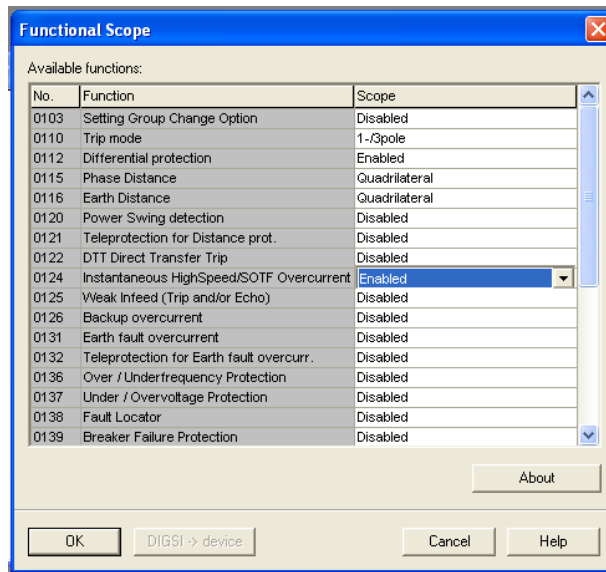 Functional Scope
Available functions:
No. Function Scope
0103 Setting Group Change Option Disabled
0110 Trip mode 1-/3pole
0112 Differential protection Enabled
0115 Phase Distance Quadrilateral
0116 Earth Distance Quadrilateral
0120 Power Swing detection Disabled
0121 Teleprotection for Distance prot. Disabled
0122 DTT Direct Transfer Trip Disabled
0124 Instantaneous HighSpeed/SOTF Overcurrent Enabled
0125 Weak Infeed (Trip and/or Echo) Disabled
0126 Backup overcurrent Disabled
0131 Earth fault overcurrent Disabled
0132 Teleprotection for Earth fault overcurr. Disabled
0136 Over / Underfrequency Protection Disabled
0137 Under / Overvoltage Protection Disabled
0138 Fault Locator Disabled
0139 Breaker Failure Protection Disabled
About
OK DIGSI -> device Cancel Help